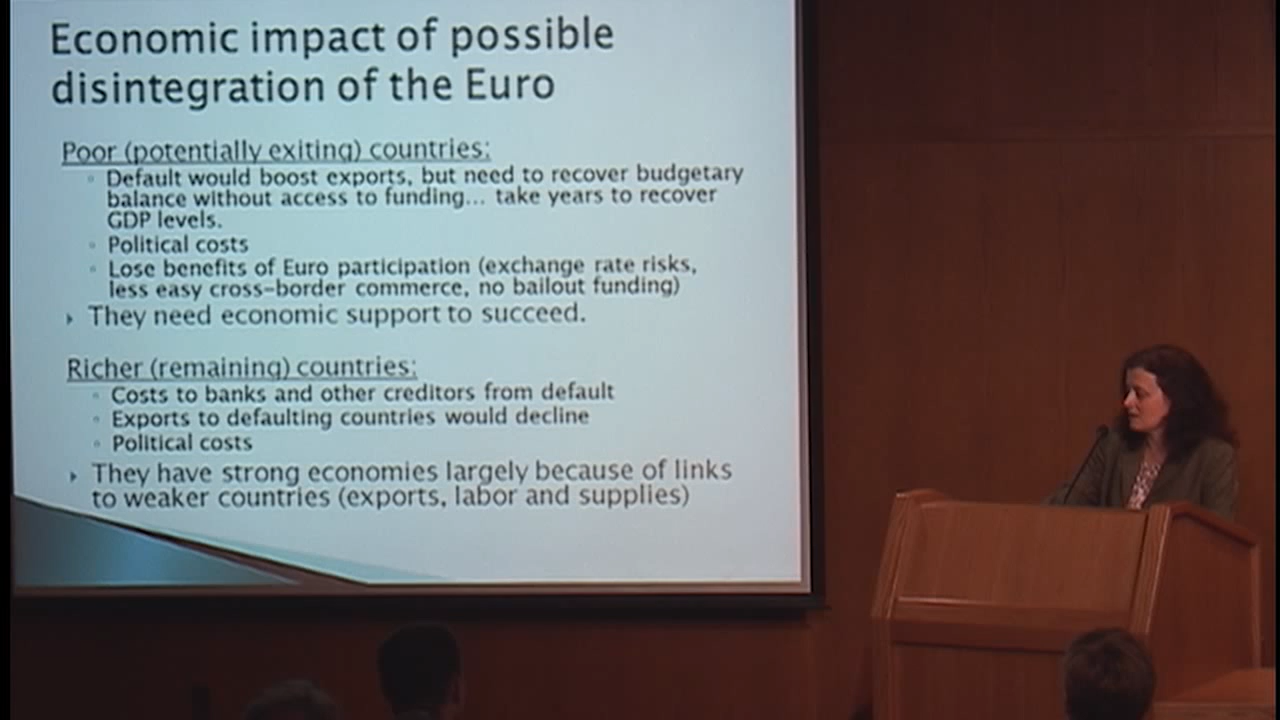 Economic impact of possible
disintegration of the Euro
Poor (potentially exiting) countries:
Default would boost exports, but need to recover budgetary
balance without access to funding... take years to recover
GDP levels.
Political costs
Lose benefits of Euro participation (exchange rate risks,
less easy cross-border commerce, no bailout funding)
They need economic support to succeed.
Richer (remaining) countries:
Costs to banks and other creditors from default
Exports to defaulting countries would decline
Political costs
They have strong economies largely because of links
to weaker countries (exports, labor and supplies)